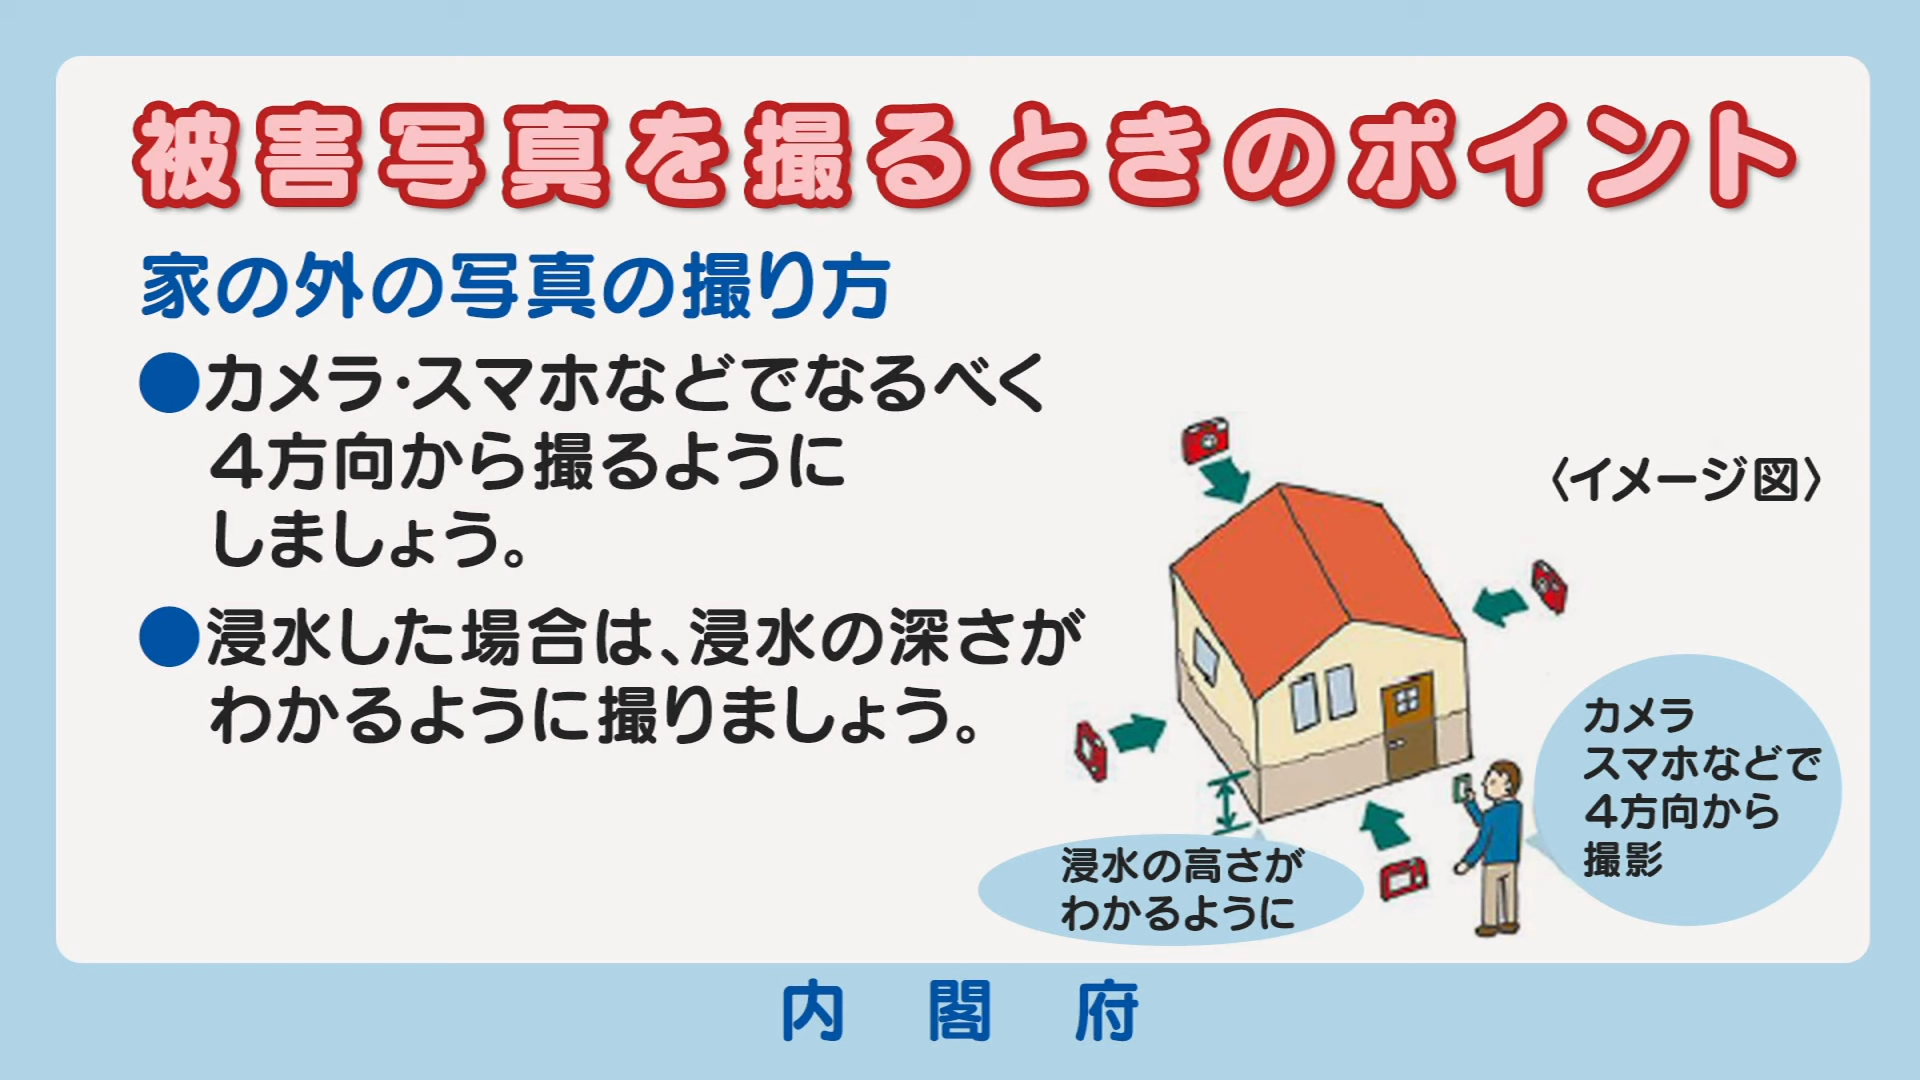 被害写真を撮るときのポイント
家の外の写真の撮り方
●カメラ・スマホなどでなるべく
４方向から撮るように
しましょう。
●浸水した場合は、浸水の深さが
わかるように撮りましょう。
〈イメージ図〉
カメラ
スマホなどで
４方向から
撮影
浸水の高さが
わかるように
内閣府